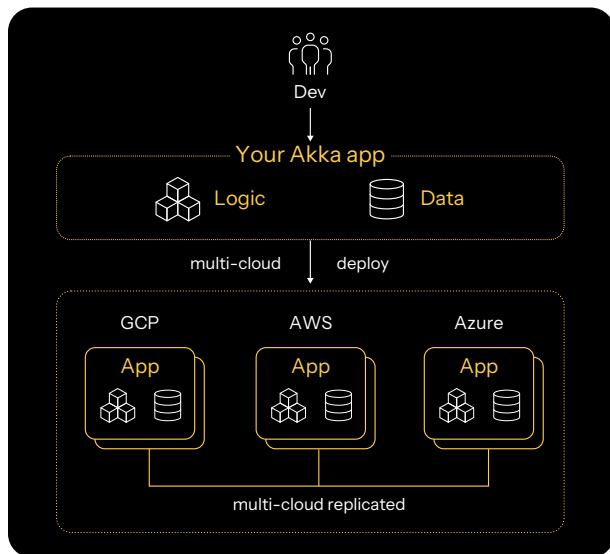 Dev
Your Akka app
Logic
Data
multi-cloud deploy
GCP AWS Azure
App App App
multi-cloud replicated